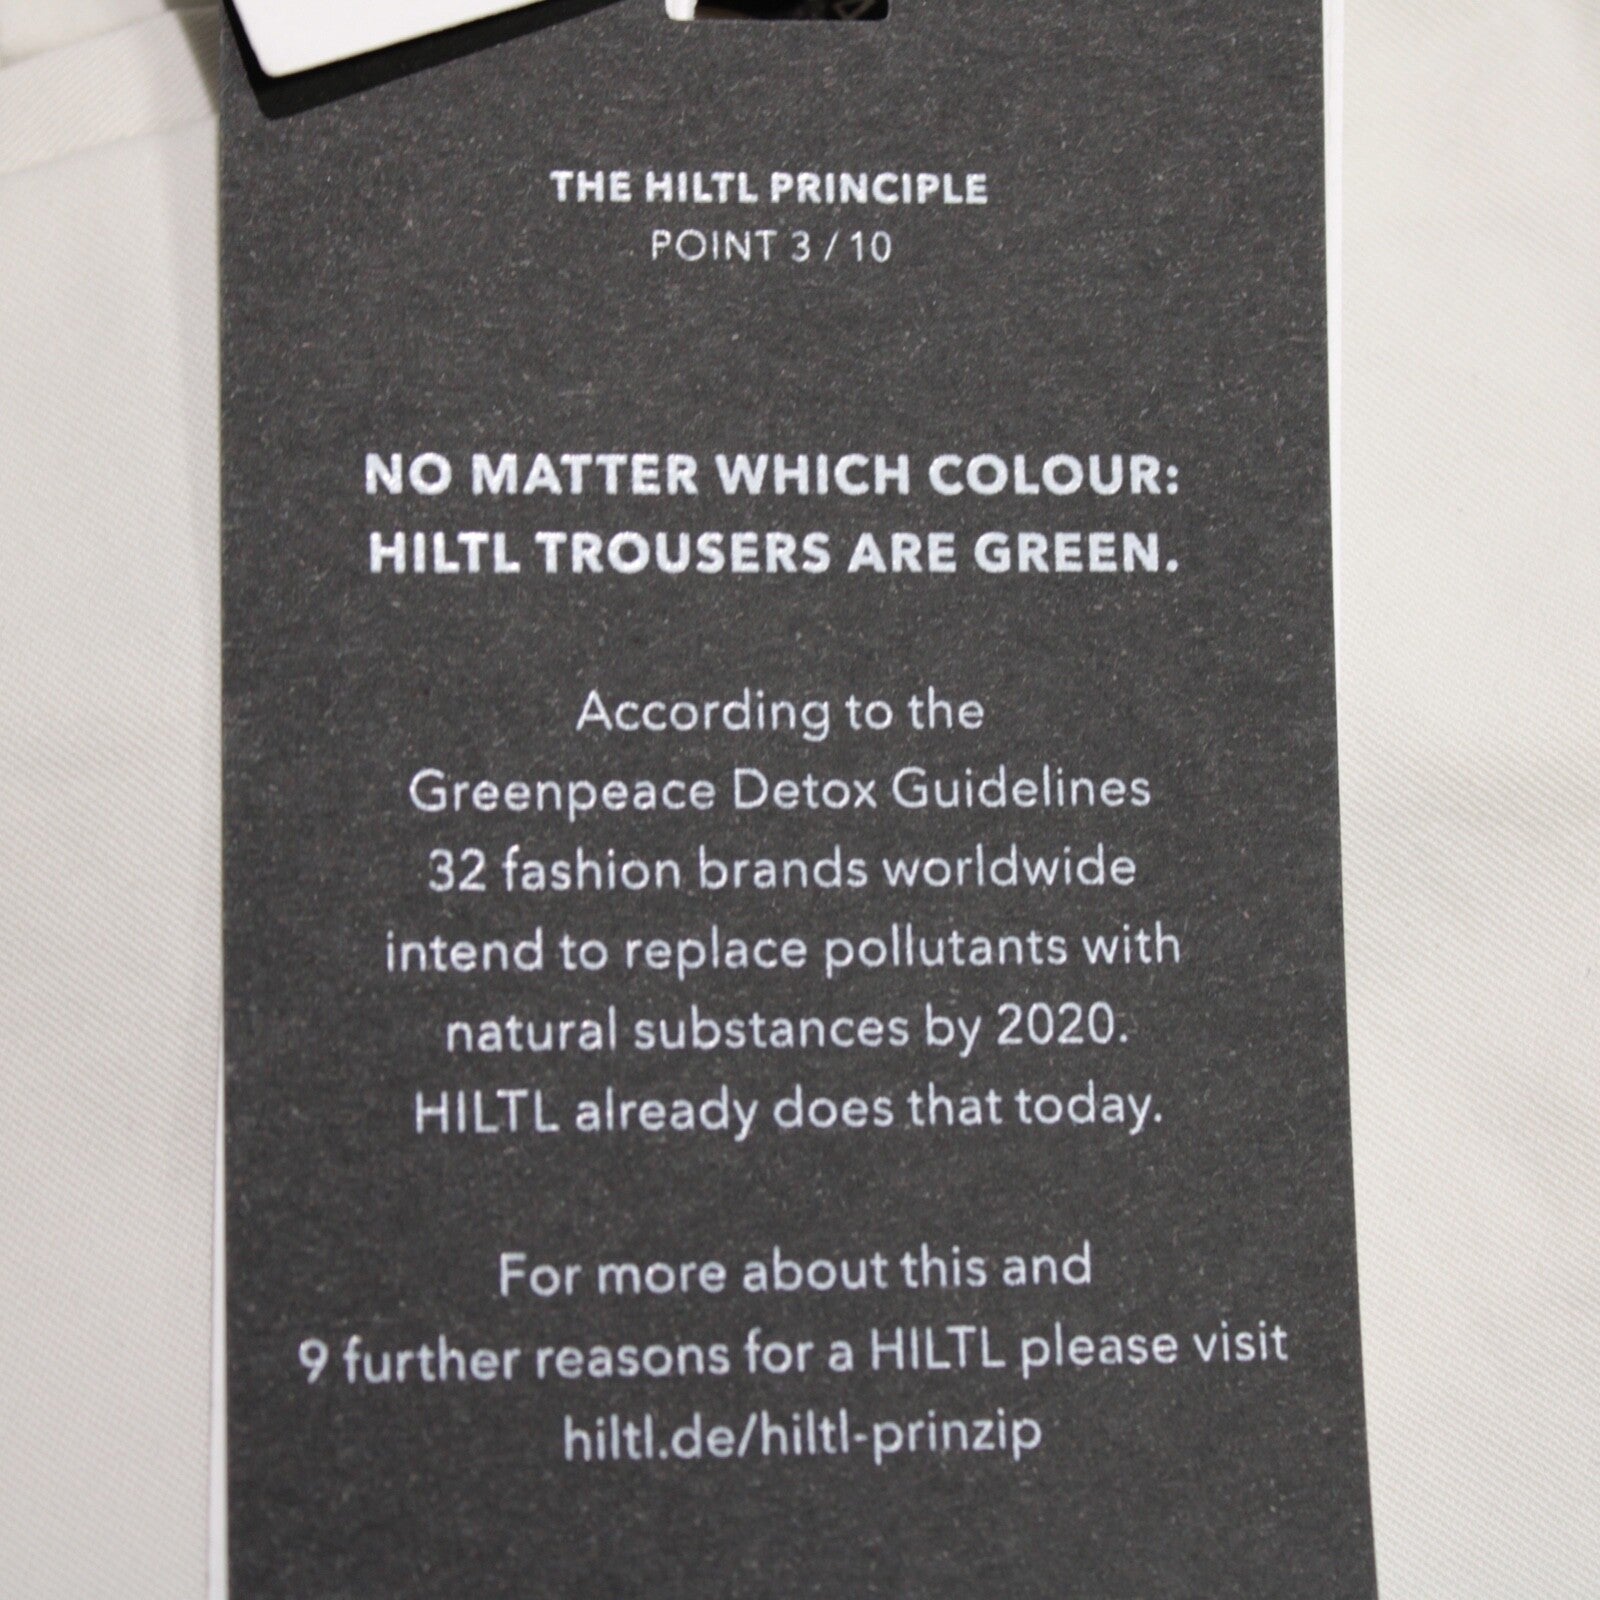 THE HILTL PRINCIPLE
POINT 3 / 10
NO MATTER WHICH COLOUR:
HILTL TROUSERS ARE GREEN.
According to the
Greenpeace Detox Guidelines
32 fashion brands worldwide
intend to replace pollutants with
natural substances by 2020.
HILTL already does that today.
For more about this and
9 further reasons for a HILTL please visit
hiltl.de/hiltl-prinzip